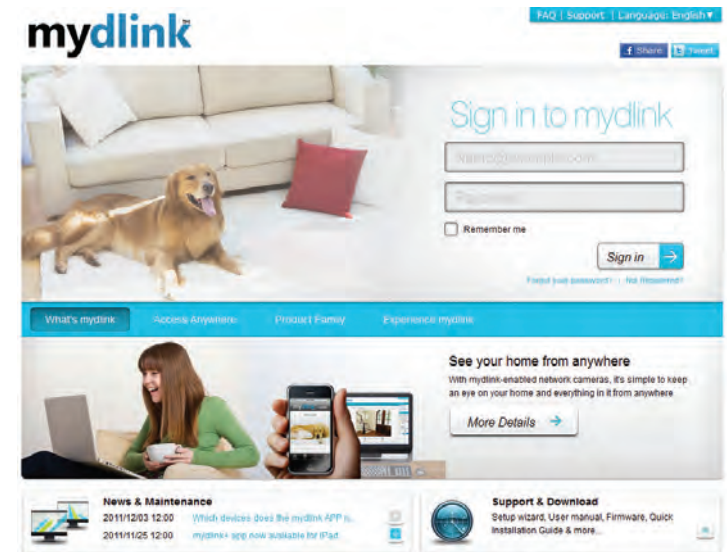 FAQ | Support | Language: English ▼
mydlink
Share
Tweet
Sign in to mydlink
Password
Remember me
Sign in
Forgot your password? | Not Registered?
What's mydlink
Access Anywhere
Product Family
Experience mydlink
See your home from anywhere
With mydlink-enabled network cameras, it's simple to keep
an eye on your home and everything in it from anywhere
More Details
News & Maintenance
2011/12/03 12:00 Which devices does the mydlink APP is..
2011/11/25 12:00 mydlink+ app now available for iPad
Support & Download
Setup wizard, User manual, Firmware, Quick
Installation Guide & more...